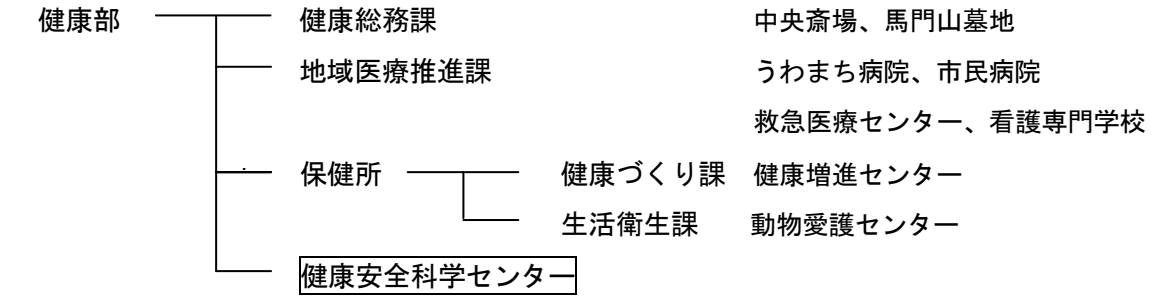 健康部 健康総務課 中央斎場、馬門山墓地
地域医療推進課 うわまち病院、市民病院
救急医療センター、看護専門学校
保健所 健康づくり課 健康増進センター
生活衛生課 動物愛護センター
健康安全科学センター